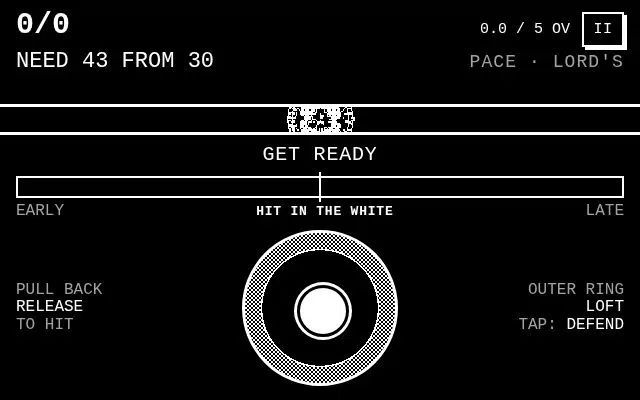 0/0
0.0 / 5 OV II
NEED 43 FROM 30
PACE · LORD'S
GET READY
EARLY
HIT IN THE WHITE
LATE
PULL BACK
RELEASE
TO HIT
OUTER RING
LOFT
TAP: DEFEND